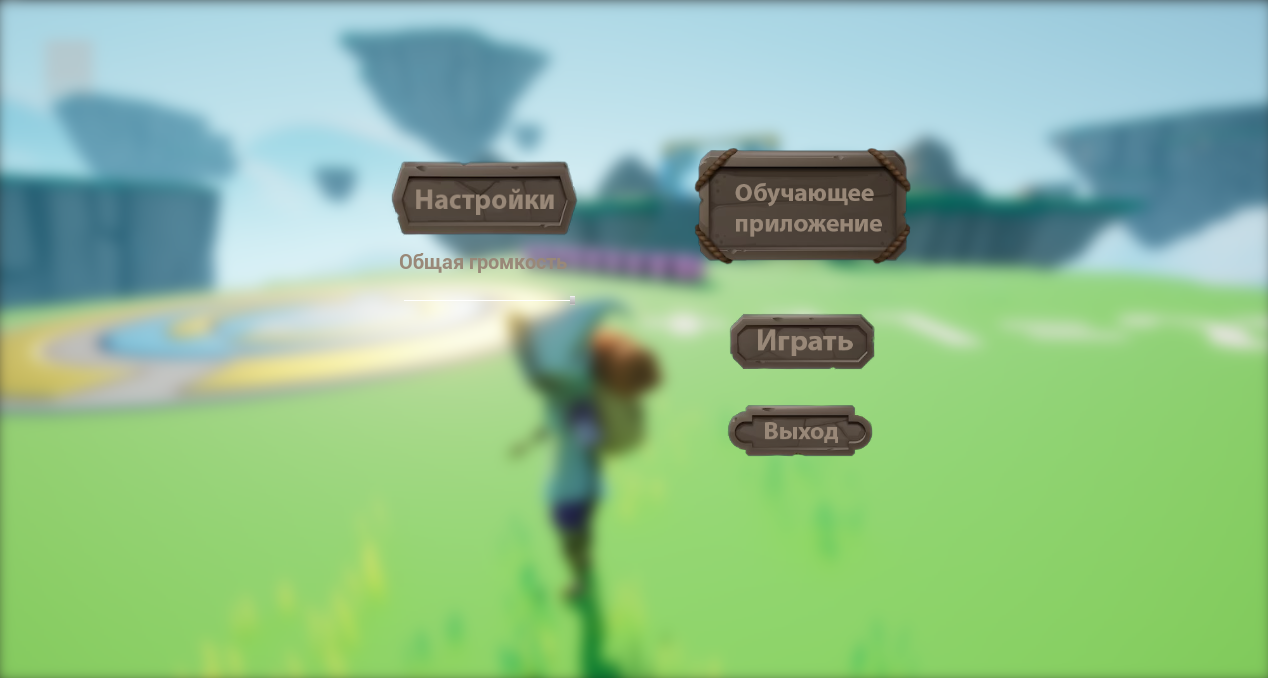 Настройки
Общая громкость
Обучающее
приложение
Играть
Выход